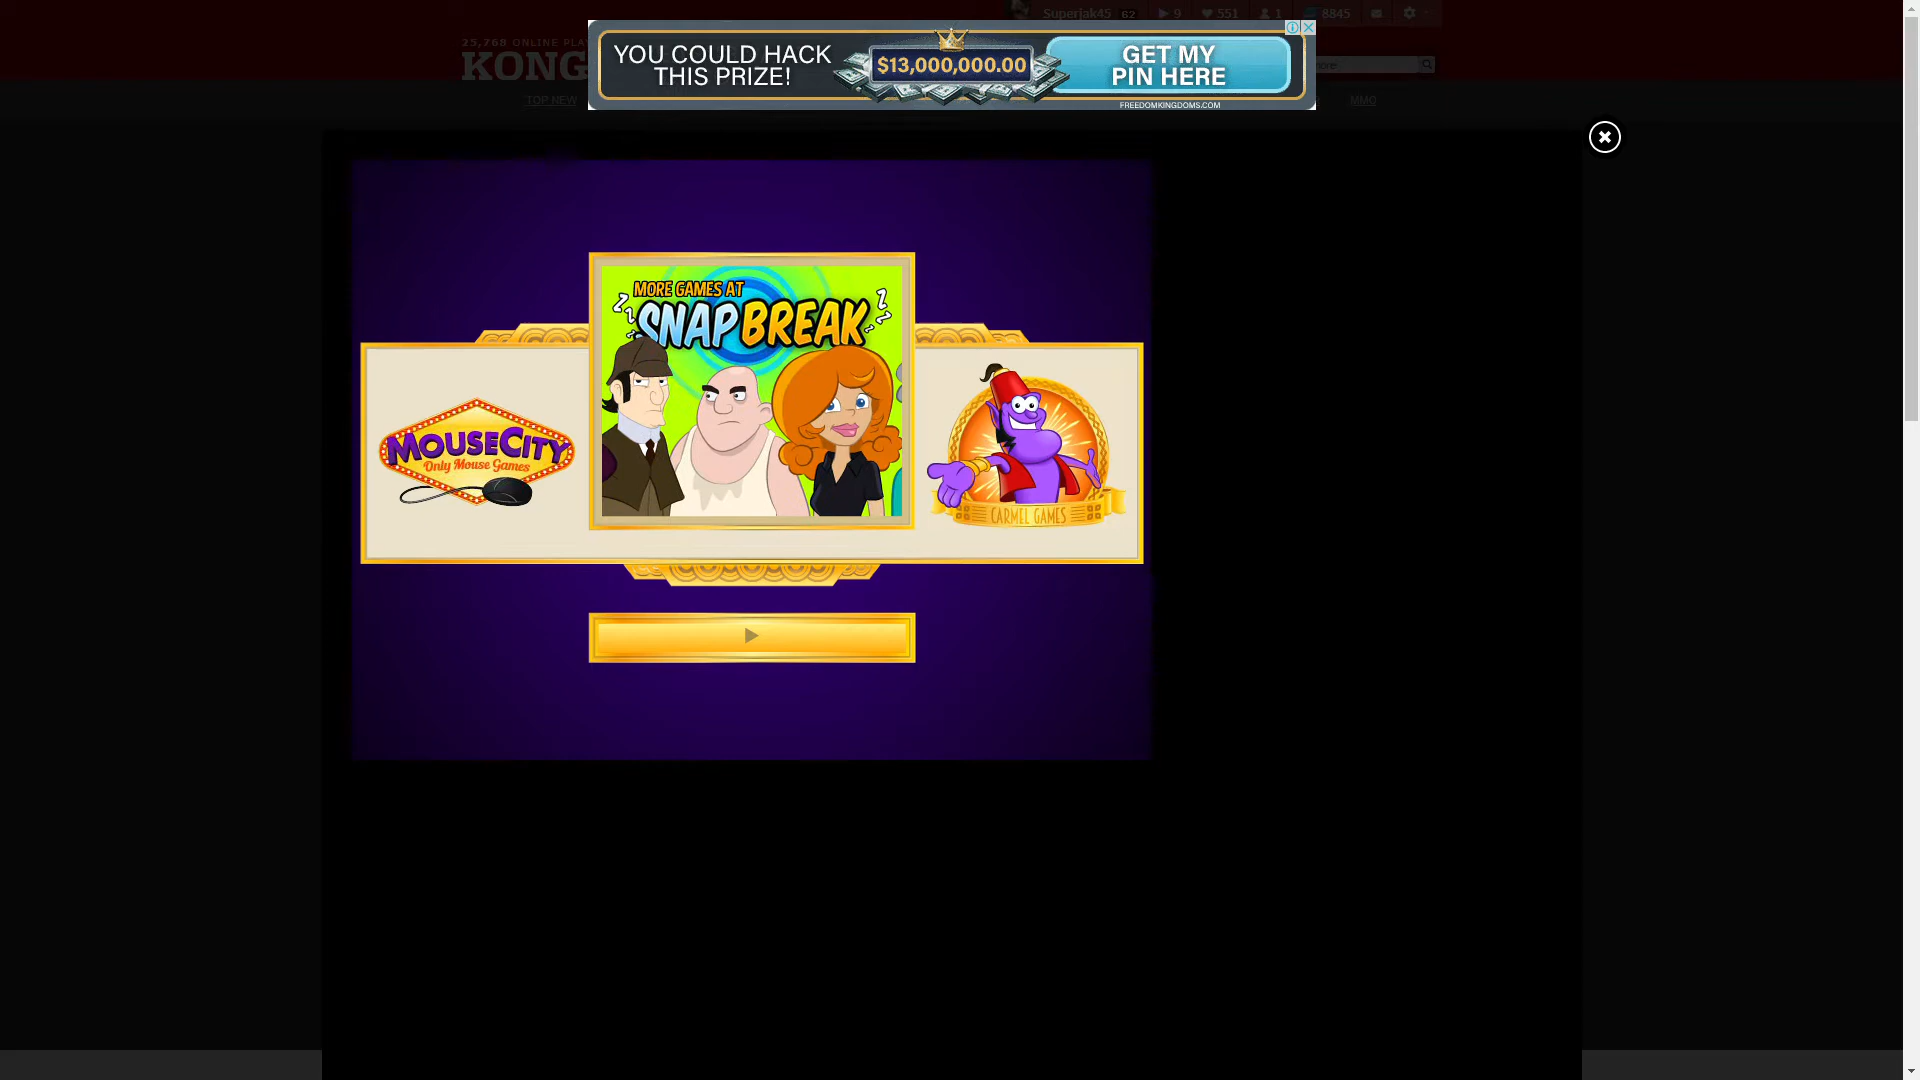 Superjak45 62 9 551 1 8845
25,768 ONLINE PLA
KONG
YOU COULD HACK
THIS PRIZE!
$13,000,000.00
GET MY
PIN HERE
FREEDOMKINGDOMS.COM
TOP NEW
MMO
MORE GAMES AT
SNAPBREAK
MOUSECITY
Only Mouse Games
CARMEL GAMES